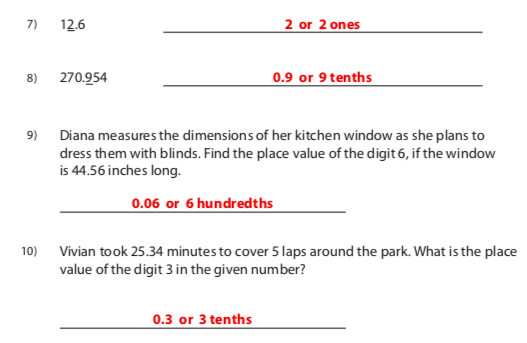 7) 12.6 2 or 2 ones
8) 270.954 0.9 or 9 tenths
9) Diana measures the dimensions of her kitchen window as she plans to
dress them with blinds. Find the place value of the digit 6, if the window
is 44.56 inches long.
0.06 or 6 hundredths
10) Vivian took 25.34 minutes to cover 5 laps around the park. What is the place
value of the digit 3 in the given number?
0.3 or 3 tenths